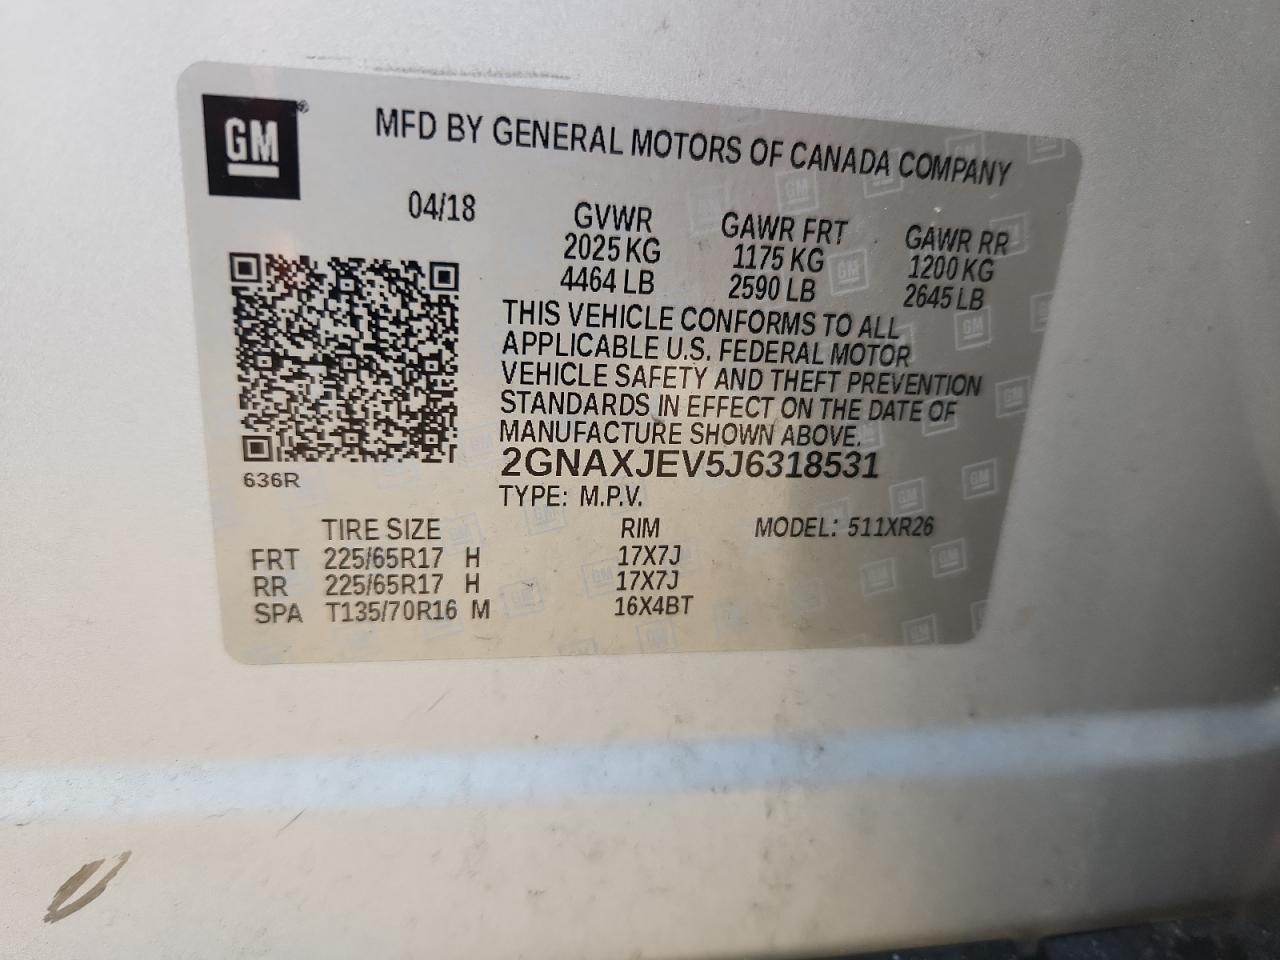 GM®
MFD BY GENERAL MOTORS OF CANADA COMPANY
04/18
GVWR GAWR FRT GAWR RR
2025 KG 1175 KG 1200 KG
4464 LB 2590 LB 2645 LB
THIS VEHICLE CONFORMS TO ALL
APPLICABLE U.S. FEDERAL MOTOR
VEHICLE SAFETY AND THEFT PREVENTION
STANDARDS IN EFFECT ON THE DATE OF
MANUFACTURE SHOWN ABOVE.
2GNAXJEV5J6318531
636R
TYPE: M.P.V.
TIRE SIZE RIM MODEL: 511XR26
FRT 225/65R17 H 17X7J
RR 225/65R17 H 17X7J
SPA T135/70R16 M 16X4BT